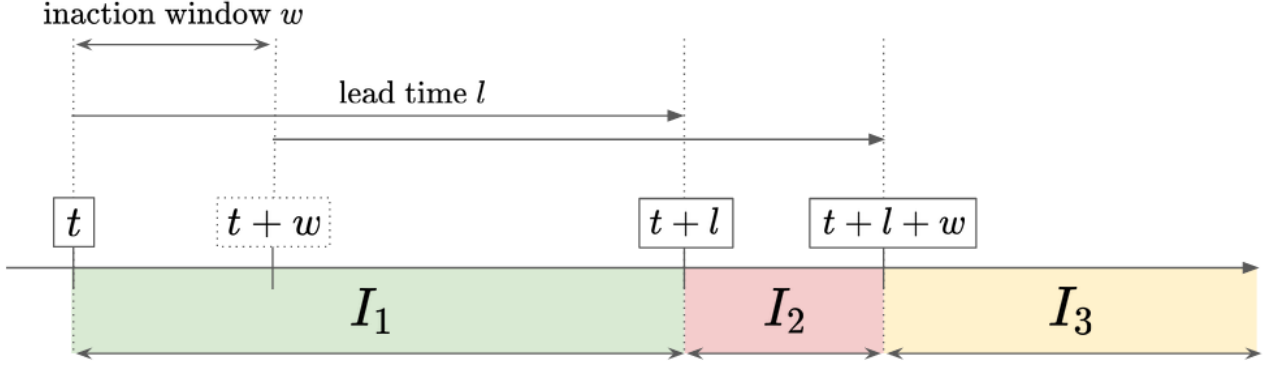 inaction window w
lead time l
t
t + w
t + l
t + l + w
I₁
I₂
I₃